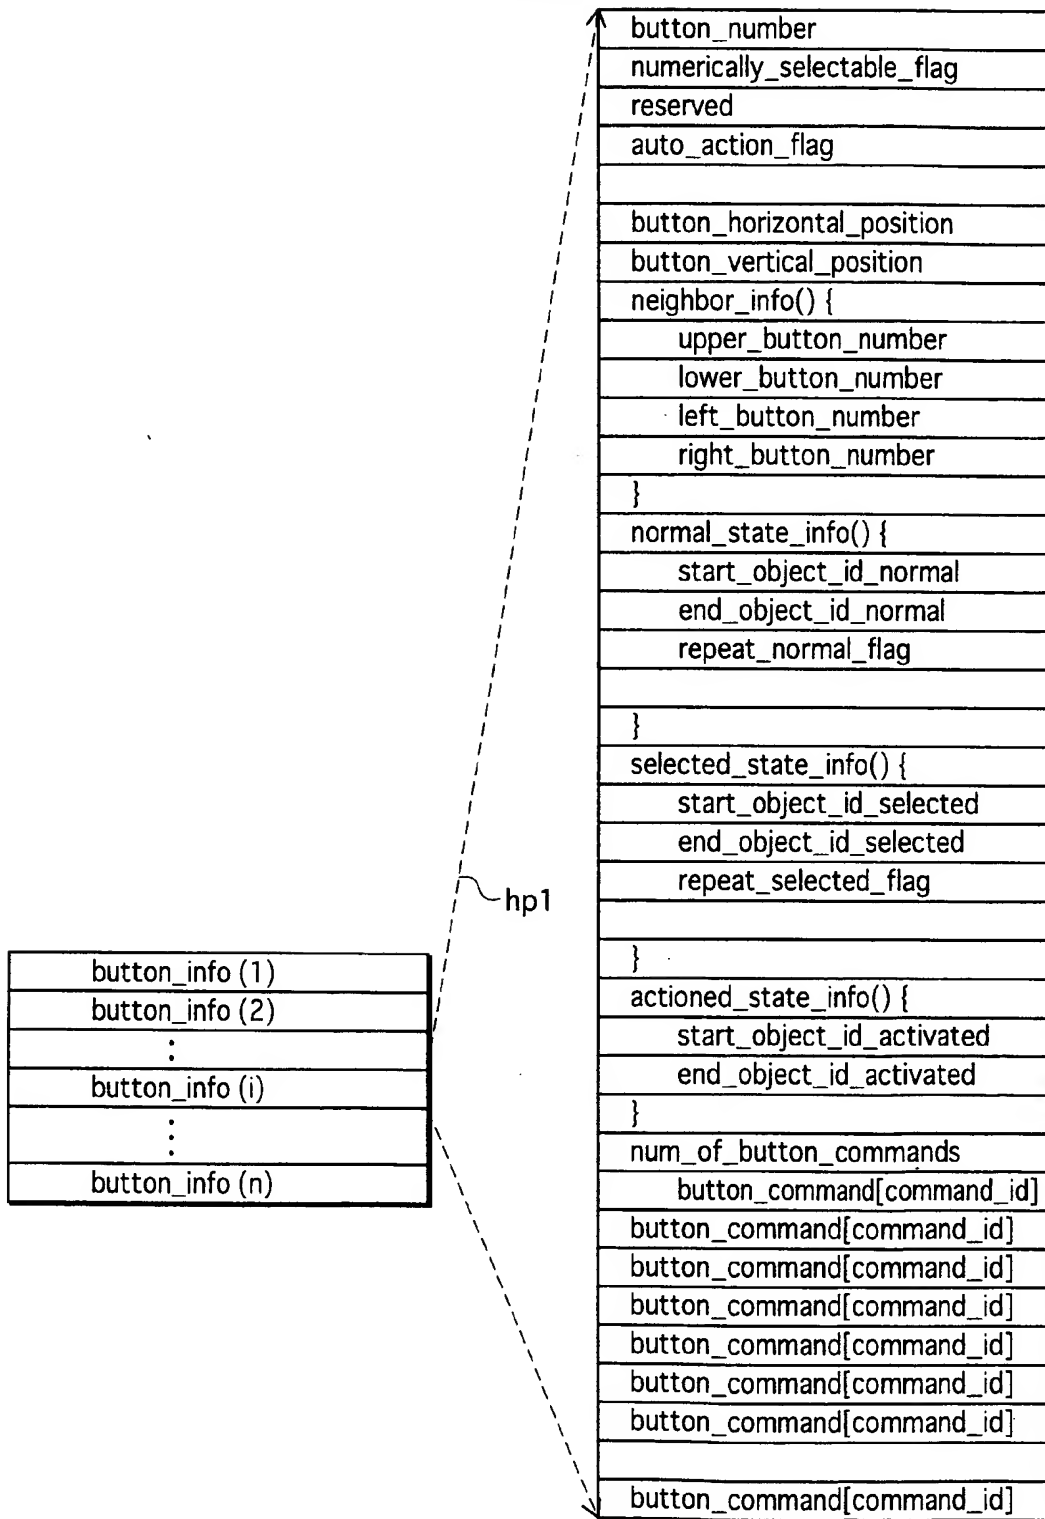 button_number
numerically_selectable_flag
reserved
auto_action_flag
button_horizontal_position
button_vertical_position
neighbor_info() {
upper_button_number
lower_button_number
left_button_number
right_button_number
}
normal_state_info() {
start_object_id_normal
end_object_id_normal
repeat_normal_flag
}
selected_state_info() {
start_object_id_selected
end_object_id_selected
repeat_selected_flag
}
actioned_state_info() {
start_object_id_activated
end_object_id_activated
}
num_of_button_commands
button_command[command_id]
button_command[command_id]
button_command[command_id]
button_command[command_id]
button_command[command_id]
button_command[command_id]
button_command[command_id]
button_command[command_id]
hp1
button_info (1)
button_info (2)
⋮
button_info (i)
⋮
button_info (n)